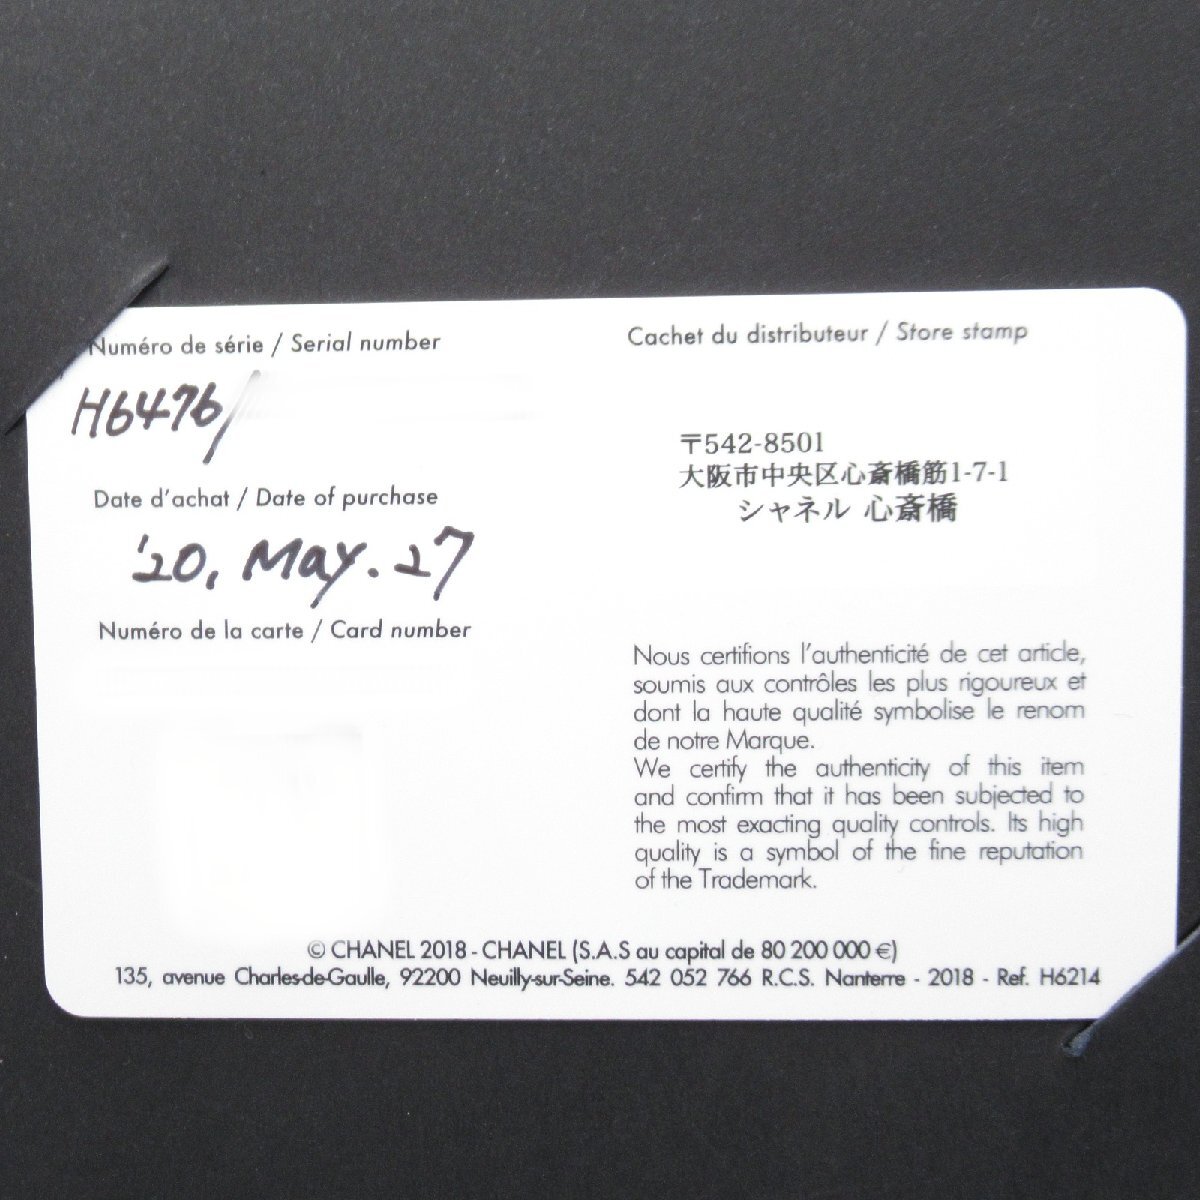 Numéro de série / Serial number
H6476/
Date d'achat / Date of purchase
'20, May. 27
Numéro de la carte / Card number
Cachet du distributeur / Store stamp
〒542-8501
大阪市中央区心斎橋筋1-7-1
シャネル 心斎橋
Nous certifions l'authenticité de cet article,
soumis aux contrôles les plus rigoureux et
dont la haute qualité symbolise le renom
de notre Marque.
We certify the authenticity of this item
and confirm that it has been subjected to
the most exacting quality controls. Its high
quality is a symbol of the fine reputation
of the Trademark.
© CHANEL 2018 - CHANEL (S.A.S au capital de 80 200 000 €)
135, avenue Charles-de-Gaulle, 92200 Neuilly-sur-Seine. 542 052 766 R.C.S. Nanterre - 2018 - Ref. H6214